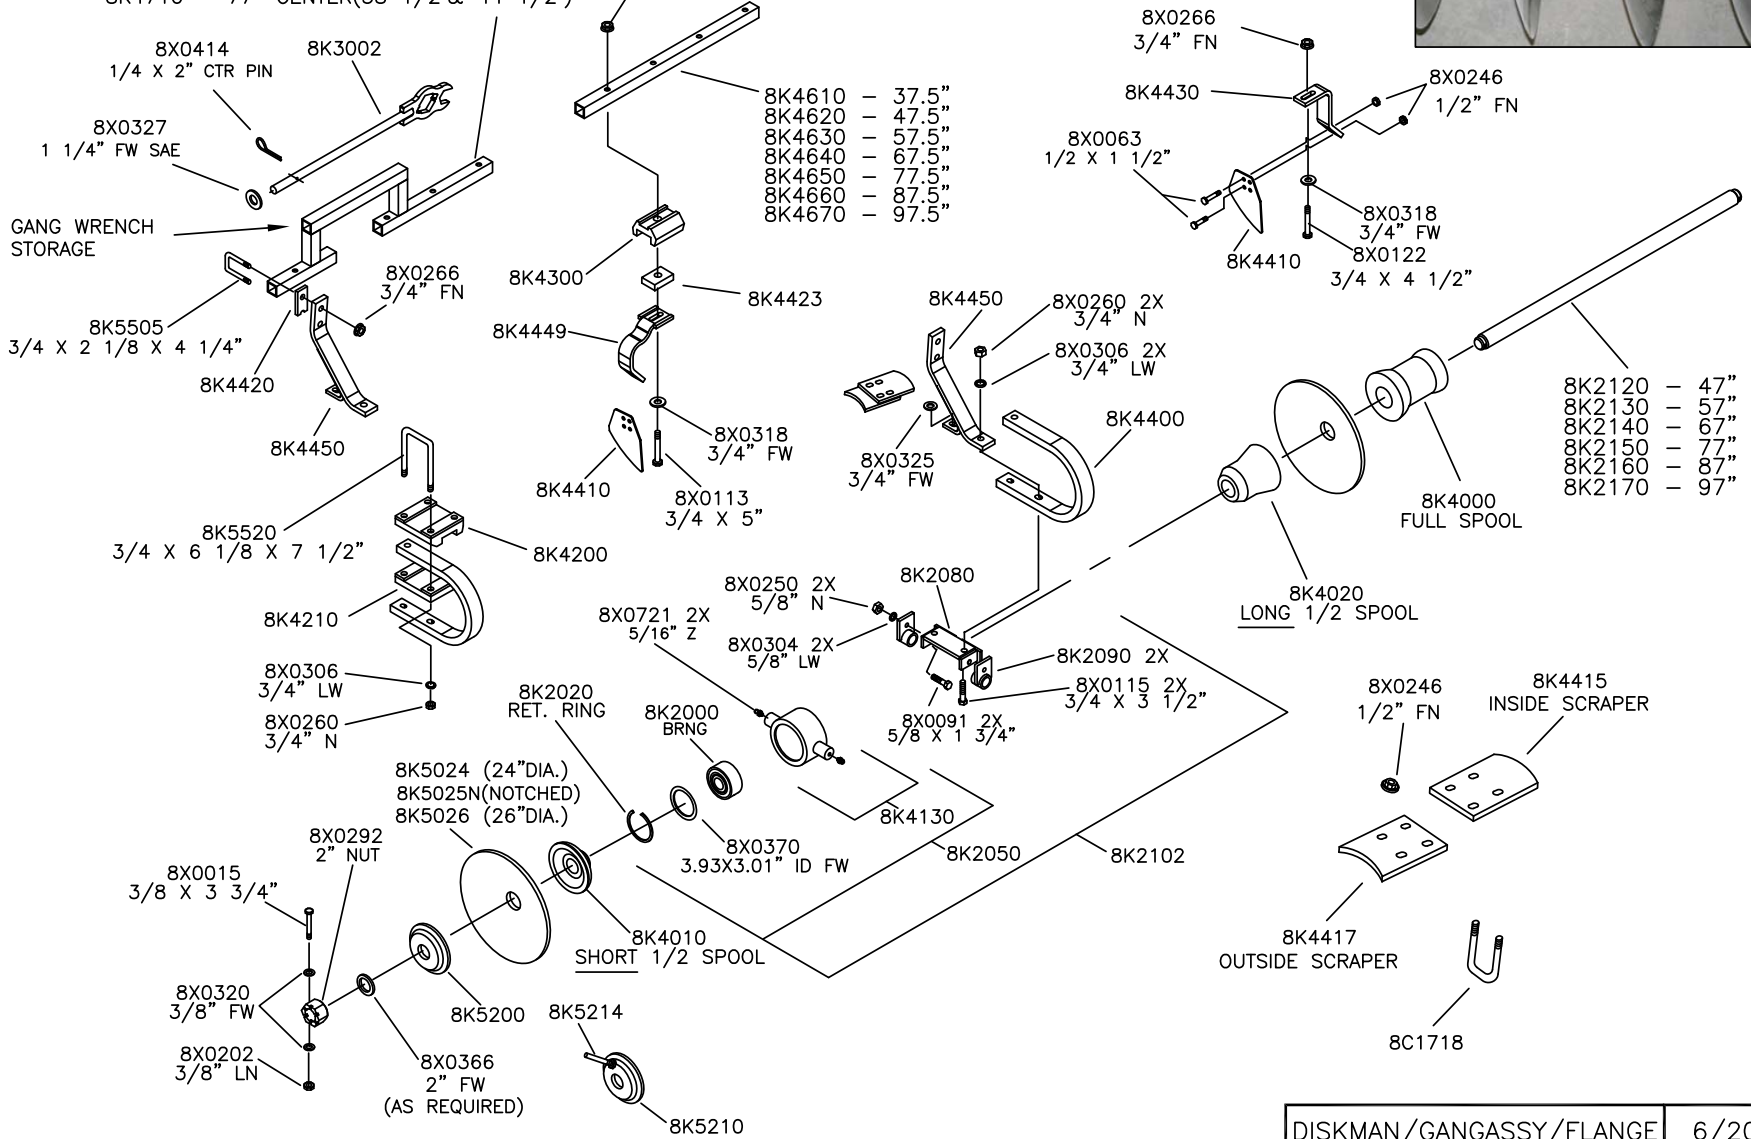 8X0414
1/4 X 2" CTR PIN
8K3002
8X0327
1 1/4" FW SAE
GANG WRENCH
STORAGE
8K5505
3/4 X 2 1/8 X 4 1/4"
8K4420
8X0266
3/4" FN
8K4450
8K5520
3/4 X 6 1/8 X 7 1/2"
8K4200
8K4210
8X0306
3/4" LW
8X0260
3/4" N
8K4610 – 37.5"
8K4620 – 47.5"
8K4630 – 57.5"
8K4640 – 67.5"
8K4650 – 77.5"
8K4660 – 87.5"
8K4670 – 97.5"
8K4300
8K4423
8K4449
8X0318
3/4" FW
8K4410
8X0113
3/4 X 5"
8X0266
3/4" FN
8K4430
8X0246
1/2" FN
8X0063
1/2 X 1 1/2"
8X0318
3/4" FW
8K4410
8X0122
3/4 X 4 1/2"
8K4450
8X0260 2X
3/4" N
8X0306 2X
3/4" LW
8K4400
8X0325
3/4" FW
8K2120 – 47"
8K2130 – 57"
8K2140 – 67"
8K2150 – 77"
8K2160 – 87"
8K2170 – 97"
8K4000
FULL SPOOL
8K4020
LONG 1/2 SPOOL
8X0250 2X
5/8" N
8K2080
8X0304 2X
5/8" LW
8K2090 2X
8X0115 2X
3/4 X 3 1/2"
8X0091 2X
5/8 X 1 3/4"
8X0721 2X
5/16" Z
8K2020
RET. RING
8K2000
BRNG
8K5024 (24"DIA.)
8K5025N(NOTCHED)
8K5026 (26"DIA.)
8K4130
8X0370
3.93X3.01" ID FW
8K2050
8K2102
8X0292
2" NUT
8X0015
3/8 X 3 3/4"
8K4010
SHORT 1/2 SPOOL
8X0320
3/8" FW
8K5200
8X0202
3/8" LN
8X0366
2" FW
(AS REQUIRED)
8K5214
8K5210
8X0246
1/2" FN
8K4415
INSIDE SCRAPER
8K4417
OUTSIDE SCRAPER
8C1718
DISKMAN/GANGASSY/FLANGE